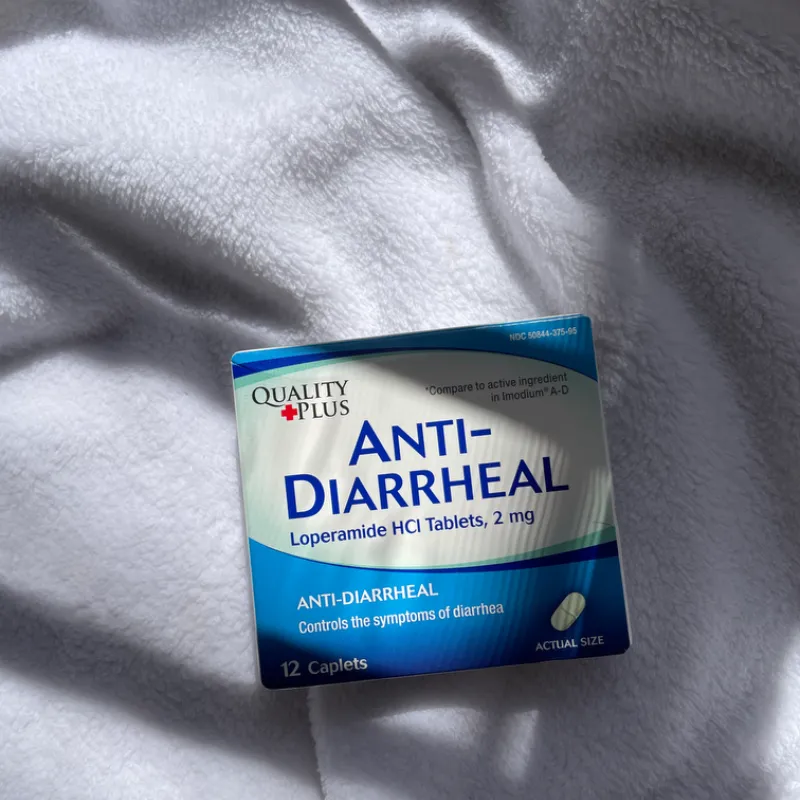 NDC 50844-375-95
QUALITY
PLUS
*Compare to active ingredient
in Imodium® A-D
ANTI-
DIARRHEAL
Loperamide HCl Tablets, 2 mg
ANTI-DIARRHEAL
Controls the symptoms of diarrhea
12 Caplets
ACTUAL SIZE